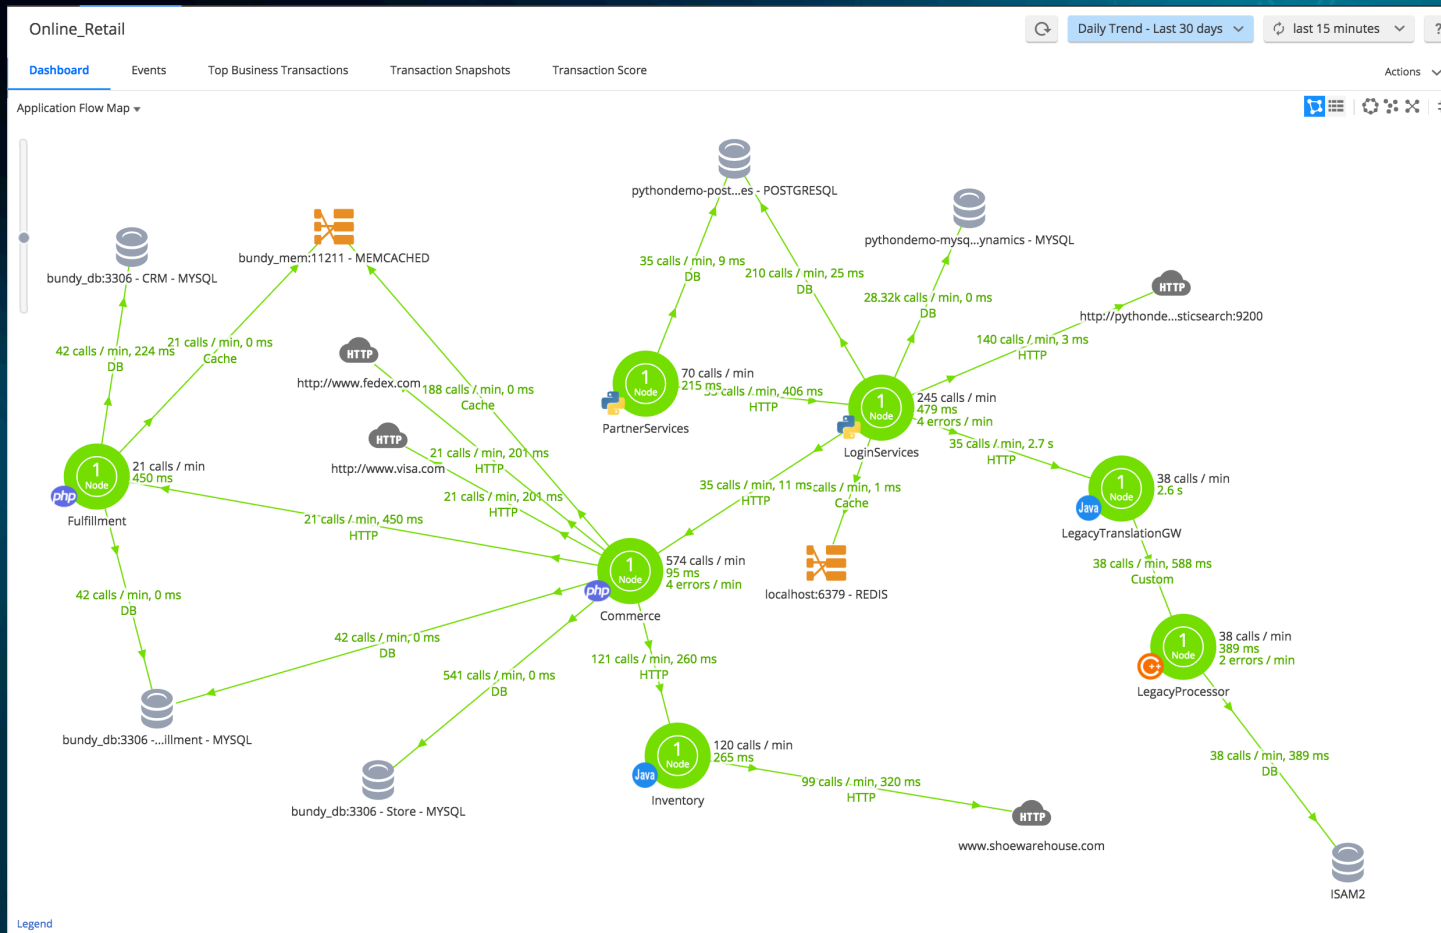 Online_Retail
Daily Trend - Last 30 days
last 15 minutes
?
Dashboard
Events
Top Business Transactions
Transaction Snapshots
Transaction Score
Actions
Application Flow Map
pythondemo-post...es - POSTGRESQL
pythondemo-mysq...ynamics - MYSQL
bundy_db:3306 - CRM - MYSQL
bundy_mem:11211 - MEMCACHED
35 calls / min, 9 ms
DB
210 calls / min, 25 ms
DB
28.32k calls / min, 0 ms
DB
HTTP
http://pythonde...sticsearch:9200
140 calls / min, 3 ms
HTTP
42 calls / min, 224 ms
DB
21 calls / min, 0 ms
Cache
HTTP
http://www.fedex.com
188 calls / min, 0 ms
Cache
1
Node
70 calls / min
215 ms
PartnerServices
calls / min, 406 ms
HTTP
1
Node
245 calls / min
479 ms
4 errors / min
LoginServices
HTTP
http://www.visa.com
21 calls / min, 201 ms
HTTP
21 calls / min, 201 ms
HTTP
35 calls / min, 2.7 s
HTTP
1
Node
21 calls / min
450 ms
php
Fulfillment
35 calls / min, 11 ms
HTTP
calls / min, 1 ms
Cache
1
Node
38 calls / min
2.6 s
Java
LegacyTranslationGW
21 calls / min, 450 ms
HTTP
1
Node
574 calls / min
95 ms
4 errors / min
php
Commerce
localhost:6379 - REDIS
38 calls / min, 588 ms
Custom
42 calls / min, 0 ms
DB
42 calls / min, 0 ms
DB
121 calls / min, 260 ms
HTTP
1
Node
38 calls / min
389 ms
2 errors / min
C++
LegacyProcessor
541 calls / min, 0 ms
DB
bundy_db:3306 -...illment - MYSQL
1
Node
120 calls / min
265 ms
Java
Inventory
99 calls / min, 320 ms
HTTP
38 calls / min, 389 ms
DB
bundy_db:3306 - Store - MYSQL
HTTP
www.shoewarehouse.com
ISAM2
Legend